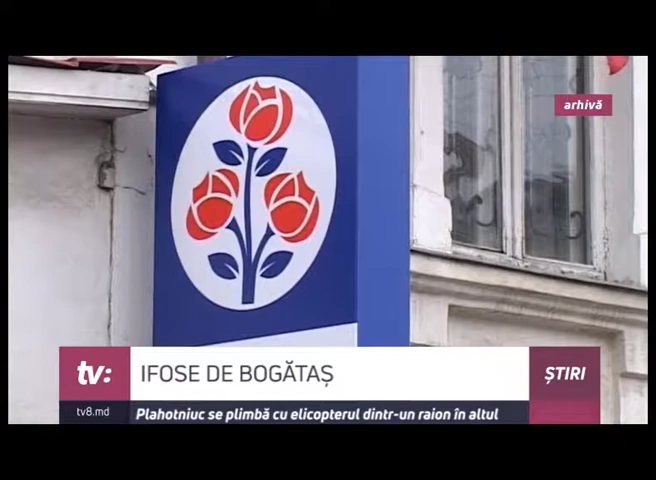 arhivă
tv:
IFOSE DE BOGĂTAȘ
ȘTIRI
tv8.md
Plahotniuc se plimbă cu elicopterul dintr-un raion în altul